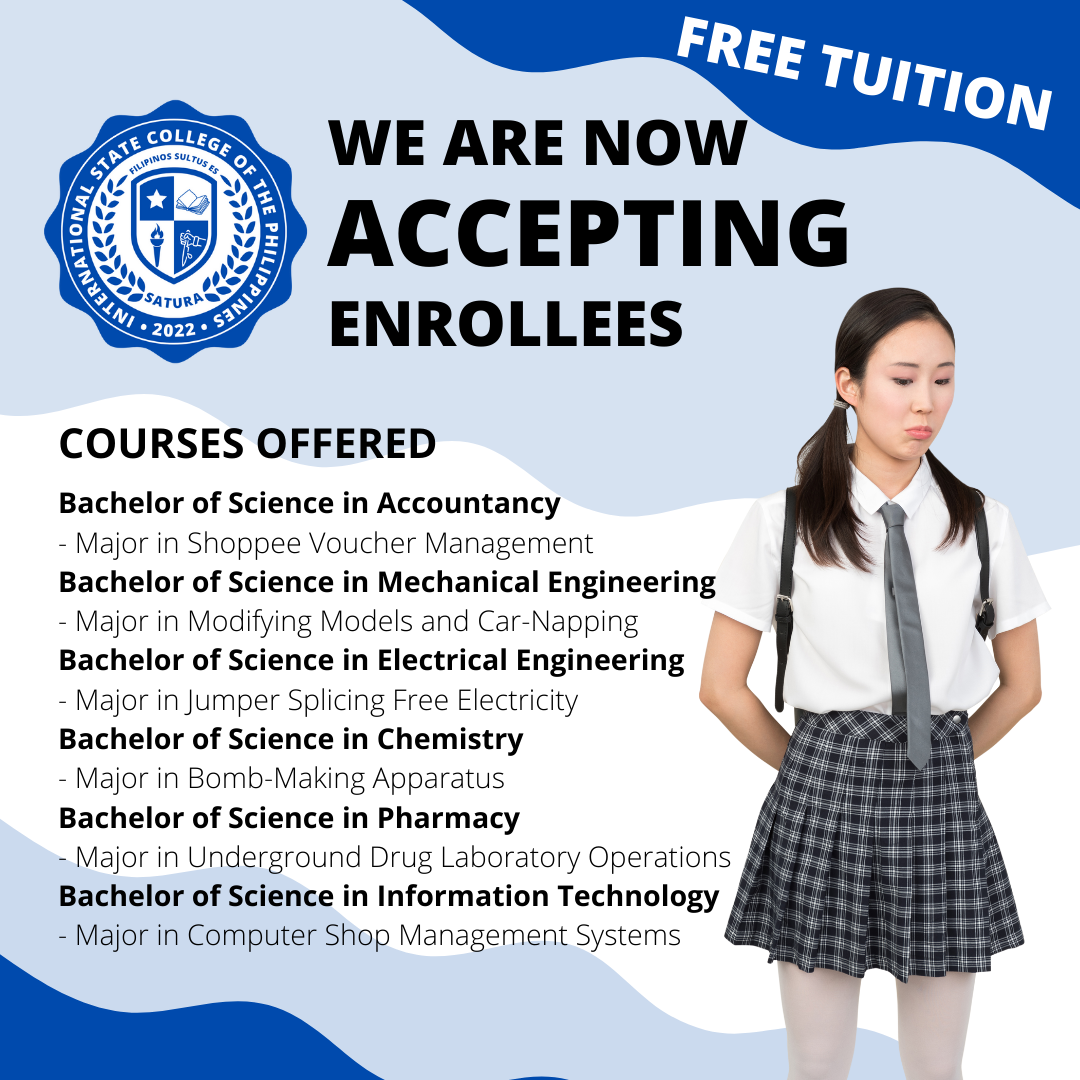 FREE TUITION
INTERNATIONAL STATE COLLEGE OF THE PHILIPPINES
FILIPINOS SULTUS ES
SATURA
• 2022 •
WE ARE NOW
ACCEPTING
ENROLLEES
COURSES OFFERED
Bachelor of Science in Accountancy
- Major in Shoppee Voucher Management
Bachelor of Science in Mechanical Engineering
- Major in Modifying Models and Car-Napping
Bachelor of Science in Electrical Engineering
- Major in Jumper Splicing Free Electricity
Bachelor of Science in Chemistry
- Major in Bomb-Making Apparatus
Bachelor of Science in Pharmacy
- Major in Underground Drug Laboratory Operations
Bachelor of Science in Information Technology
- Major in Computer Shop Management Systems